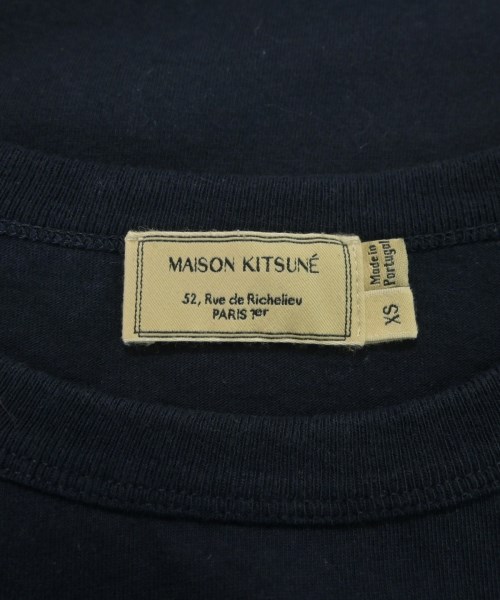 MAISON KITSUNÉ
52, Rue de Richelieu
PARIS 1er
Made in
Portugal
XS